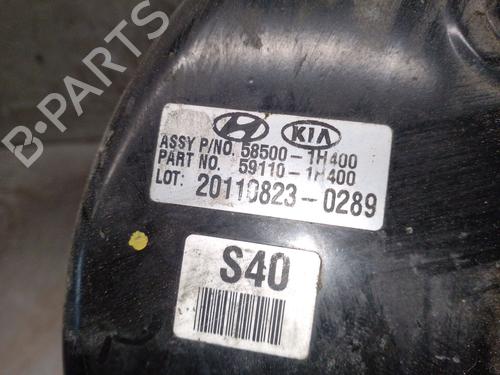 B-PARTS
KIA
ASSY P/NO. 58500-1H400
PART NO. 59110-1H400
LOT: 20110823-0289
S40